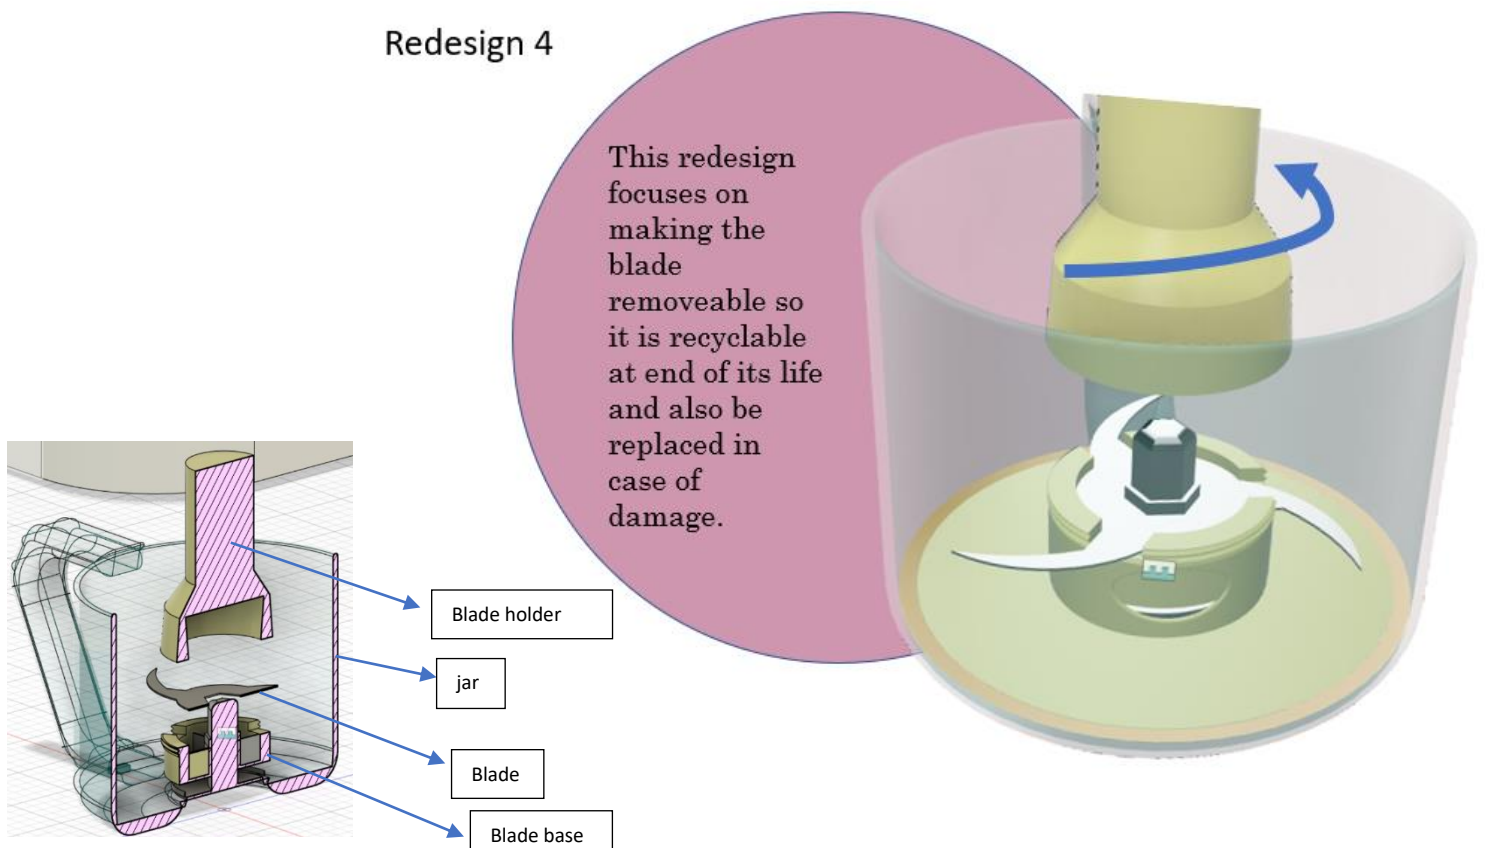 Redesign 4
This redesign
focuses on
making the
blade
removeable so
it is recyclable
at end of its life
and also be
replaced in
case of
damage.
Blade holder
jar
Blade
Blade base